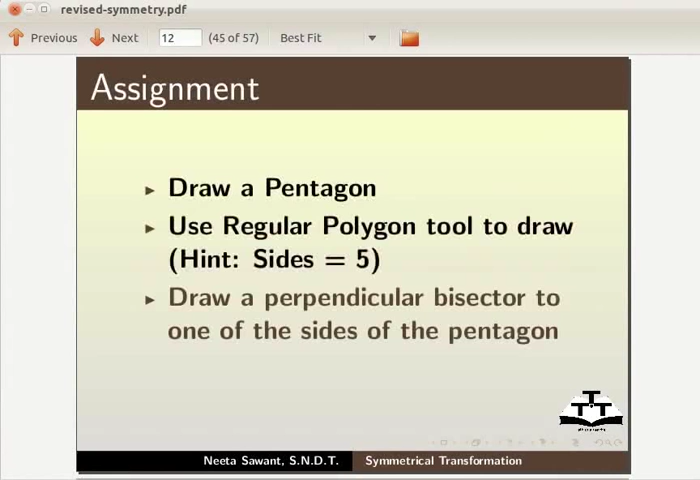 revised-symmetry.pdf
Previous Next 12 (45 of 57) Best Fit
Assignment
Draw a Pentagon
Use Regular Polygon tool to draw
(Hint: Sides = 5)
Draw a perpendicular bisector to
one of the sides of the pentagon
Neeta Sawant, S.N.D.T. Symmetrical Transformation